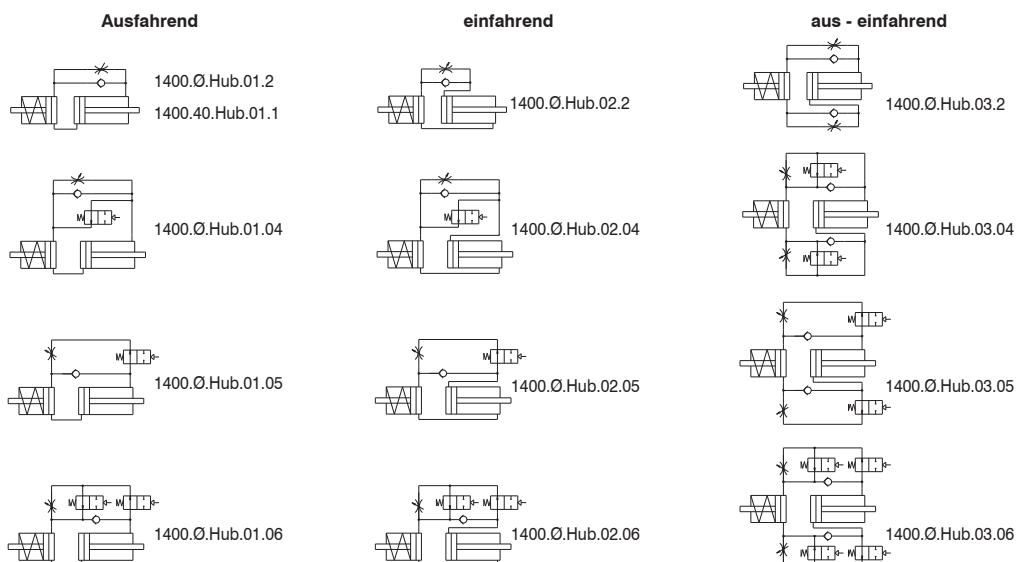 Ausfahrend einfahrend aus - einfahrend
1400.Ø.Hub.01.2
1400.40.Hub.01.1
1400.Ø.Hub.02.2
1400.Ø.Hub.03.2
1400.Ø.Hub.01.04 1400.Ø.Hub.02.04 1400.Ø.Hub.03.04
1400.Ø.Hub.01.05 1400.Ø.Hub.02.05 1400.Ø.Hub.03.05
1400.Ø.Hub.01.06 1400.Ø.Hub.02.06 1400.Ø.Hub.03.06